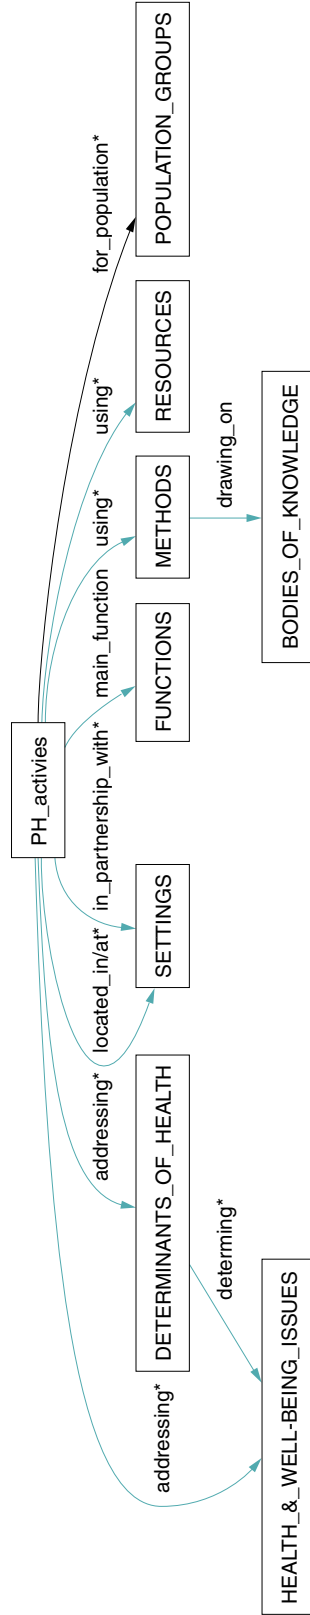 PH_activies
addressing*
addressing*
located_in/at*
in_partnership_with*
main_function
using*
using*
for_population*
DETERMINANTS_OF_HEALTH
SETTINGS
FUNCTIONS
METHODS
RESOURCES
POPULATION_GROUPS
determing*
drawing_on
HEALTH_&_WELL-BEING_ISSUES
BODIES_OF_KNOWLEDGE